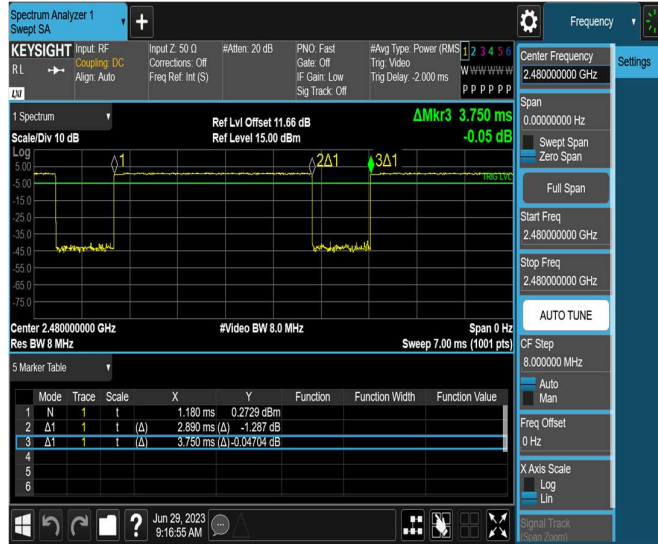 Spectrum Analyzer 1
Swept SA
Frequency
KEYSIGHT
RL
LXI
Input: RF
Coupling: DC
Align: Auto
Input Z: 50 Ω
Corrections: Off
Freq Ref: Int (S)
#Atten: 20 dB
PNO: Fast
Gate: Off
IF Gain: Low
Sig Track: Off
#Avg Type: Power (RMS
Trig: Video
Trig Delay: -2.000 ms
1 2 3 4 5 6
W W W W W W
P P P P P P
1 Spectrum
Scale/Div 10 dB
Ref Lvl Offset 11.66 dB
Ref Level 15.00 dBm
ΔMkr3 3.750 ms
-0.05 dB
Log
5.00
-5.00
-15.0
-25.0
-35.0
-45.0
-55.0
-65.0
-75.0
1
2Δ1
3Δ1
TRIG LVL
Center 2.480000000 GHz
Res BW 8 MHz
#Video BW 8.0 MHz
Span 0 Hz
Sweep 7.00 ms (1001 pts)
5 Marker Table
Mode Trace Scale X Y Function Function Width Function Value
1 N 1 t 1.180 ms 0.2729 dBm
2 Δ1 1 t (Δ) 2.890 ms (Δ) -1.287 dB
3 Δ1 1 t (Δ) 3.750 ms (Δ) -0.04704 dB
4
5
6
Jun 29, 2023
9:16:55 AM
Center Frequency
2.480000000 GHz
Settings
Span
0.00000000 Hz
Swept Span
Zero Span
Full Span
Start Freq
2.480000000 GHz
Stop Freq
2.480000000 GHz
AUTO TUNE
CF Step
8.000000 MHz
Auto
Man
Freq Offset
0 Hz
X Axis Scale
Log
Lin
Signal Track
(Span Zoom)